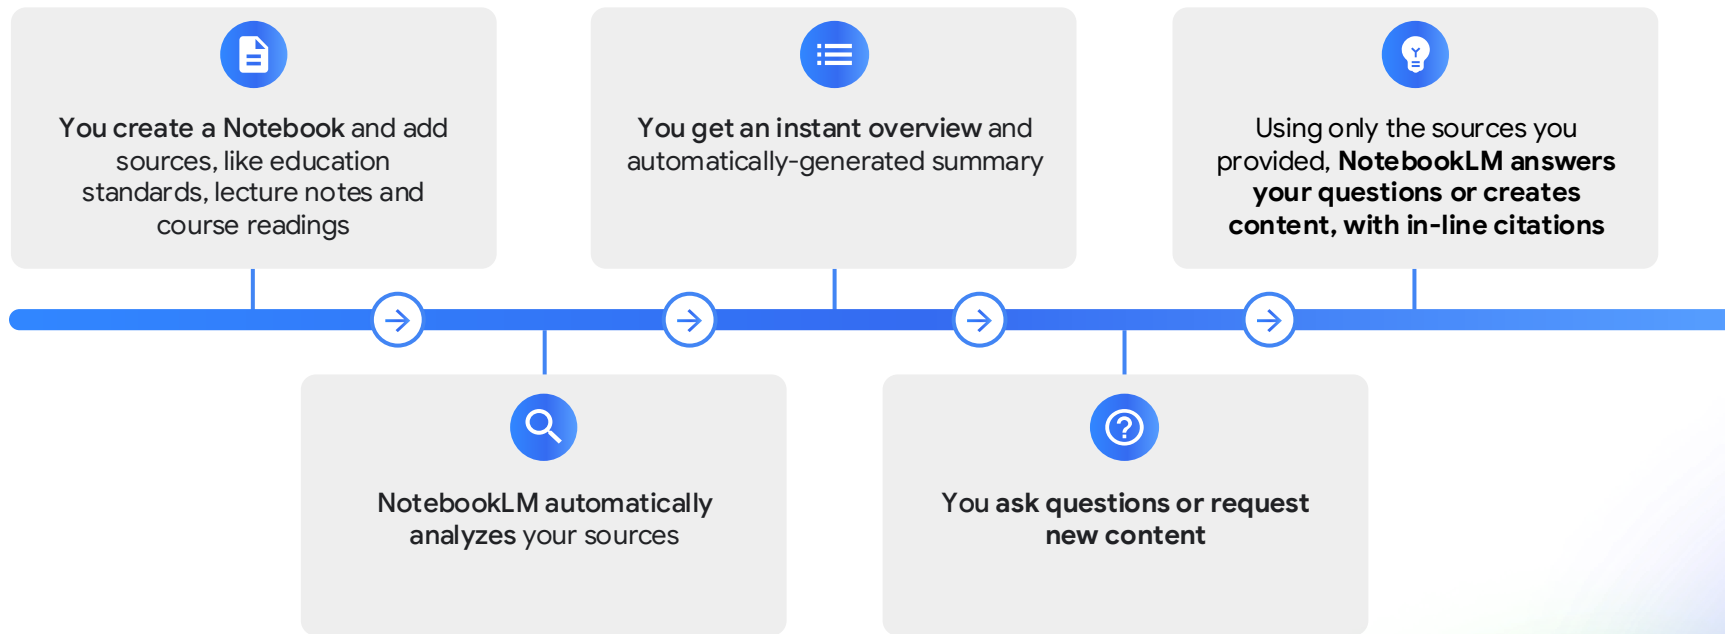 You create a Notebook and add
sources, like education
standards, lecture notes and
course readings
NotebookLM automatically
analyzes your sources
You get an instant overview and
automatically-generated summary
You ask questions or request
new content
Using only the sources you
provided, NotebookLM answers
your questions or creates
content, with in-line citations